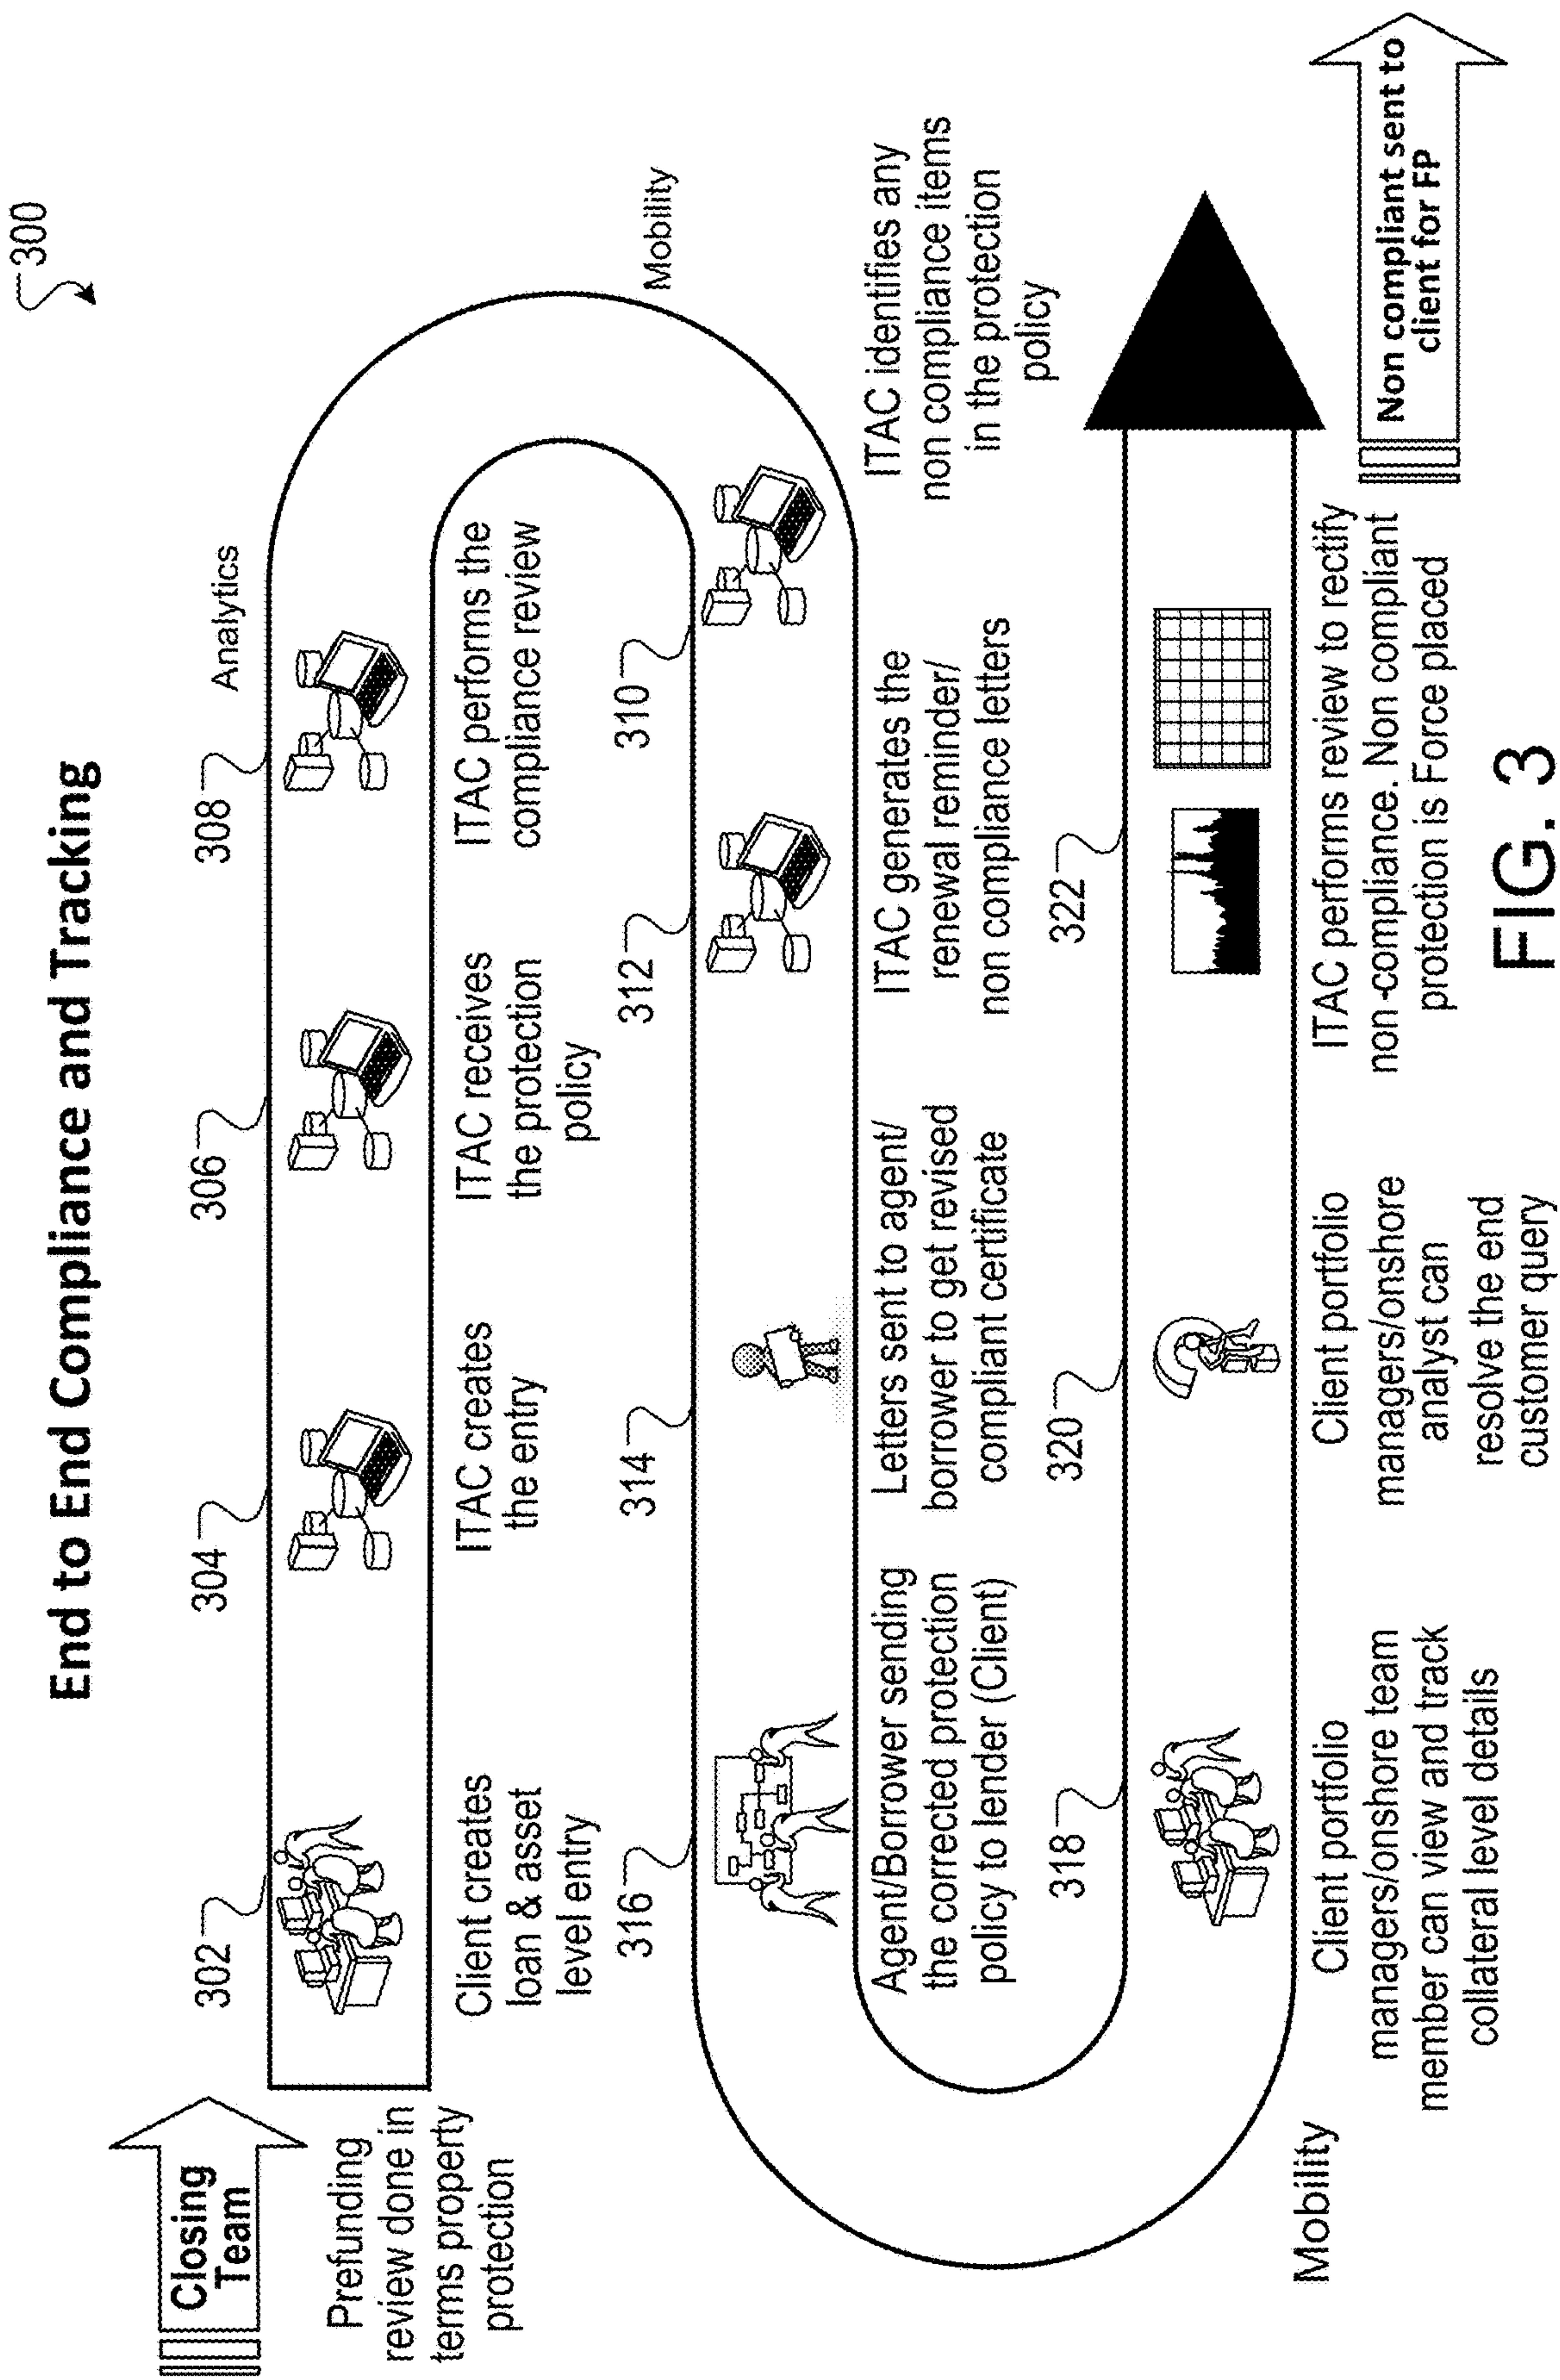 300
End to End Compliance and Tracking
Closing
Team
Prefunding
review done in
terms property
protection
302
Client creates
loan & asset
level entry
304
ITAC creates
the entry
306
ITAC receives
the protection
policy
308
Analytics
ITAC performs the
compliance review
Mobility
310
ITAC identifies any
non compliance items
in the protection
policy
312
ITAC generates the
renewal reminder/
non compliance letters
314
Letters sent to agent/
borrower to get revised
compliant certificate
316
Agent/Borrower sending
the corrected protection
policy to lender (Client)
Mobility
318
Client portfolio
managers/onshore team
member can view and track
collateral level details
320
Client portfolio
managers/onshore
analyst can
resolve the end
customer query
322
ITAC performs review to rectify
non-compliance. Non compliant
protection is Force placed
Non compliant sent to
client for FP
FIG. 3